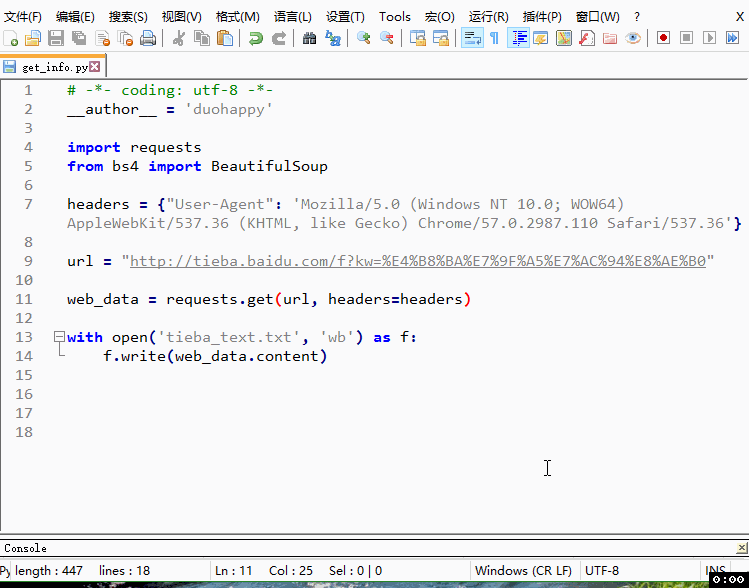 文件(F) 编辑(E) 搜索(S) 视图(V) 格式(M) 语言(L) 设置(T) Tools 宏(O) 运行(R) 插件(P) 窗口(W) ? X
get_info.py
1 # -*- coding: utf-8 -*-
2 __author__ = 'duohappy'
3
4 import requests
5 from bs4 import BeautifulSoup
6
7 headers = {"User-Agent": 'Mozilla/5.0 (Windows NT 10.0; WOW64)
AppleWebKit/537.36 (KHTML, like Gecko) Chrome/57.0.2987.110 Safari/537.36'}
8
9 url = "http://tieba.baidu.com/f?kw=%E4%B8%BA%E7%9F%A5%E7%AC%94%E8%AE%B0"
10
11 web_data = requests.get(url, headers=headers)
12
13 with open('tieba_text.txt', 'wb') as f:
14 f.write(web_data.content)
15
16
17
18
Console
Py length : 447 lines : 18 Ln : 11 Col : 25 Sel : 0 | 0 Windows (CR LF) UTF-8 INS
0:00